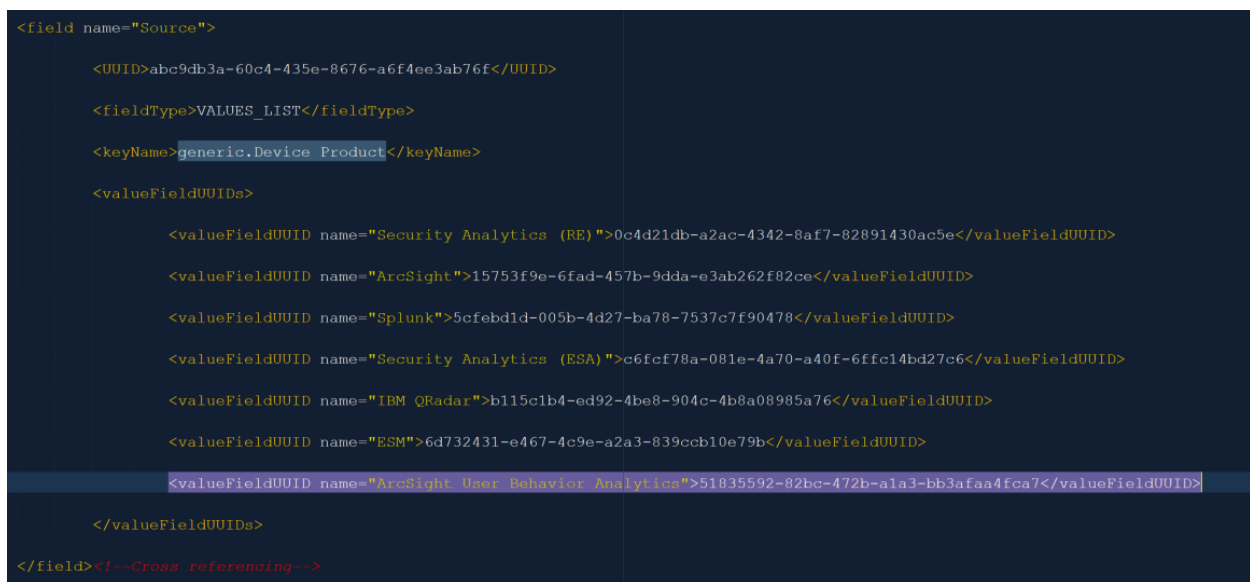 <field name="Source">
<UUID>abc9db3a-60c4-435e-8676-a6f4ee3ab76f</UUID>
<fieldType>VALUES_LIST</fieldType>
<keyName>generic.Device Product</keyName>
<valueFieldUUIDs>
<valueFieldUUID name="Security Analytics (RE)">0c4d21db-a2ac-4342-8af7-82891430ac5e</valueFieldUUID>
<valueFieldUUID name="ArcSight">15753f9e-6fad-457b-9dda-e3ab262f82ce</valueFieldUUID>
<valueFieldUUID name="Splunk">5cfebd1d-005b-4d27-ba78-7537c7f90478</valueFieldUUID>
<valueFieldUUID name="Security Analytics (ESA)">c6fcf78a-081e-4a70-a40f-6ffc14bd27c6</valueFieldUUID>
<valueFieldUUID name="IBM QRadar">b115c1b4-ed92-4be8-904c-4b8a08985a76</valueFieldUUID>
<valueFieldUUID name="ESM">6d732431-e467-4c9e-a2a3-839ccb10e79b</valueFieldUUID>
<valueFieldUUID name="ArcSight User Behavior Analytics">51835592-82bc-472b-a1a3-bb3afaa4fca7</valueFieldUUID>
</valueFieldUUIDs>
</field><!--Cross referencing-->